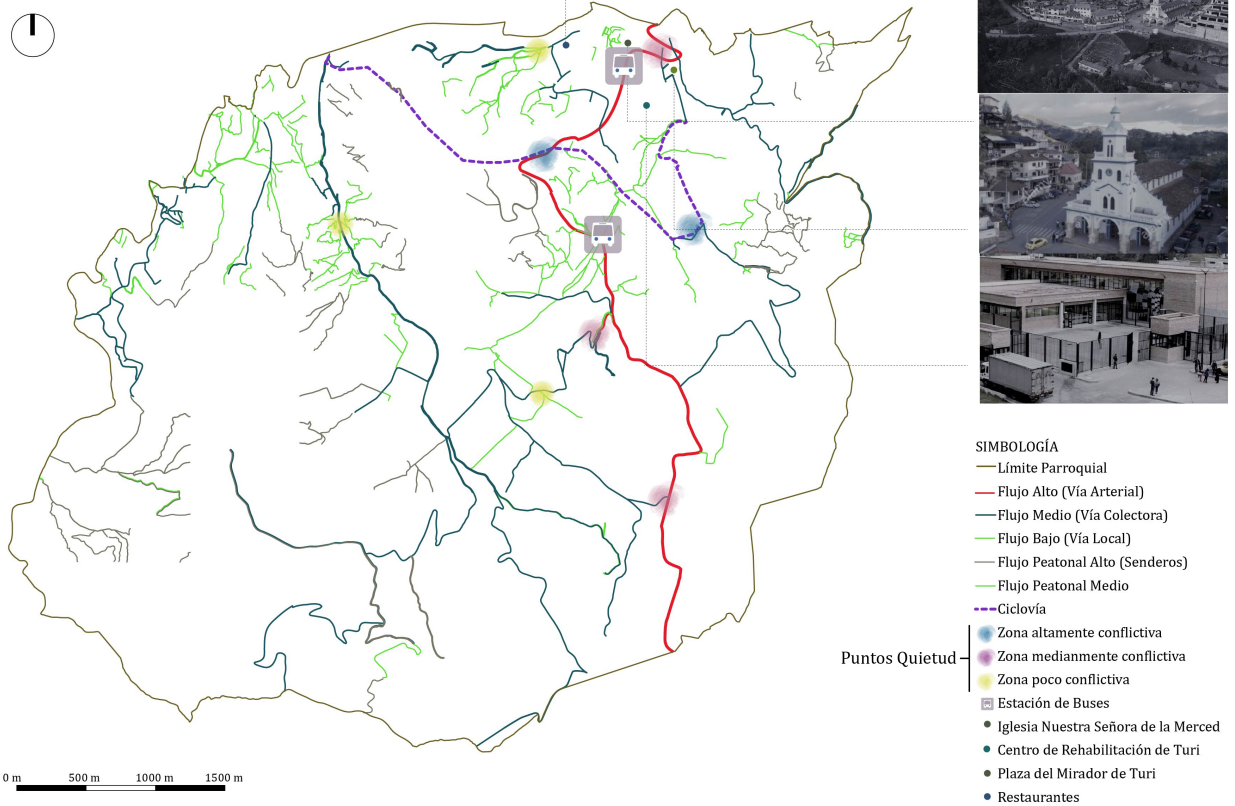 SIMBOLOGÍA
Límite Parroquial
Flujo Alto (Vía Arterial)
Flujo Medio (Vía Colectora)
Flujo Bajo (Vía Local)
Flujo Peatonal Alto (Senderos)
Flujo Peatonal Medio
Ciclovía
Puntos Quietud
Zona altamente conflictiva
Zona medianmente conflictiva
Zona poco conflictiva
Estación de Buses
Iglesia Nuestra Señora de la Merced
Centro de Rehabilitación de Turi
Plaza del Mirador de Turi
Restaurantes
0 m 500 m 1000 m 1500 m